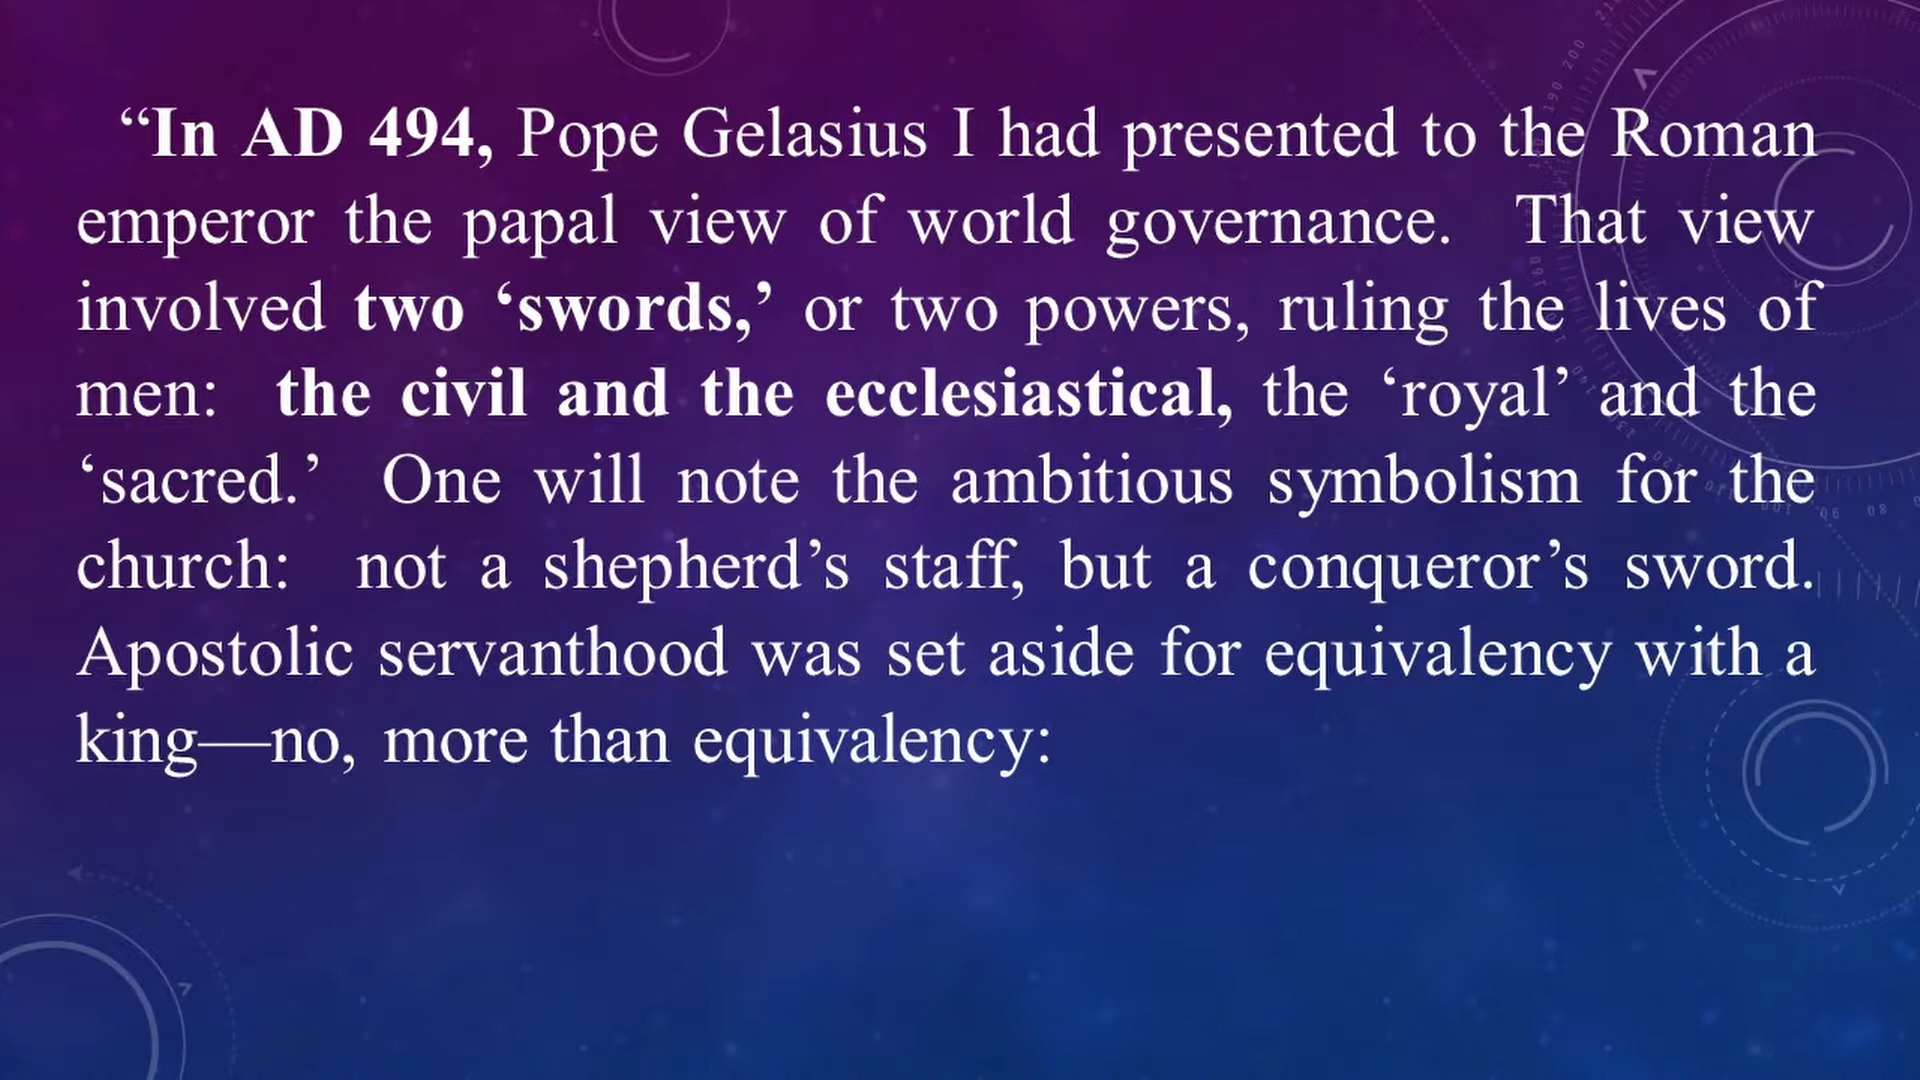 “In AD 494, Pope Gelasius I had presented to the Roman
emperor the papal view of world governance.  That view
involved two ‘swords,’ or two powers, ruling the lives of
men:  the civil and the ecclesiastical, the ‘royal’ and the
‘sacred.’  One will note the ambitious symbolism for the
church:  not a shepherd’s staff, but a conqueror’s sword.
Apostolic servanthood was set aside for equivalency with a
king—no, more than equivalency: